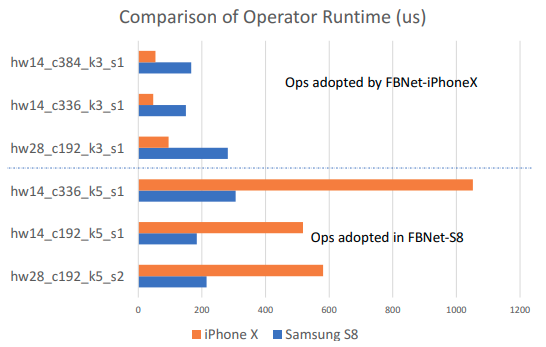 Comparison of Operator Runtime (us)
hw14_c384_k3_s1
Ops adopted by FBNet-iPhoneX
hw14_c336_k3_s1
hw28_c192_k3_s1
hw14_c336_k5_s1
hw14_c192_k5_s1
Ops adopted in FBNet-S8
hw28_c192_k5_s2
0 200 400 600 800 1000 1200
iPhone X Samsung S8